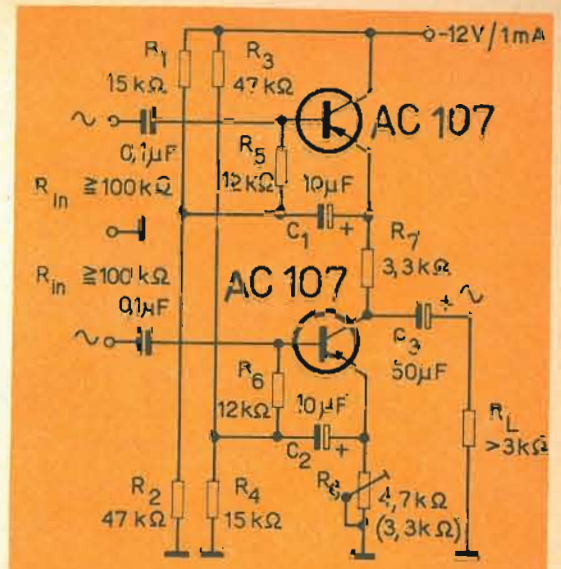 -12V/1mA
R1
15kΩ
R3
47kΩ
AC 107
~
0,1µF
R5
12kΩ
10µF
Rin ≧100kΩ
C1 +
R7
3,3kΩ
Rin ≧100kΩ
AC 107
0,1µF
~
+ ~
C3
50µF
R6
12kΩ
10µF
RL
>3kΩ
C2 +
R2
47kΩ
R4
15kΩ
4,7kΩ
(3,3kΩ)